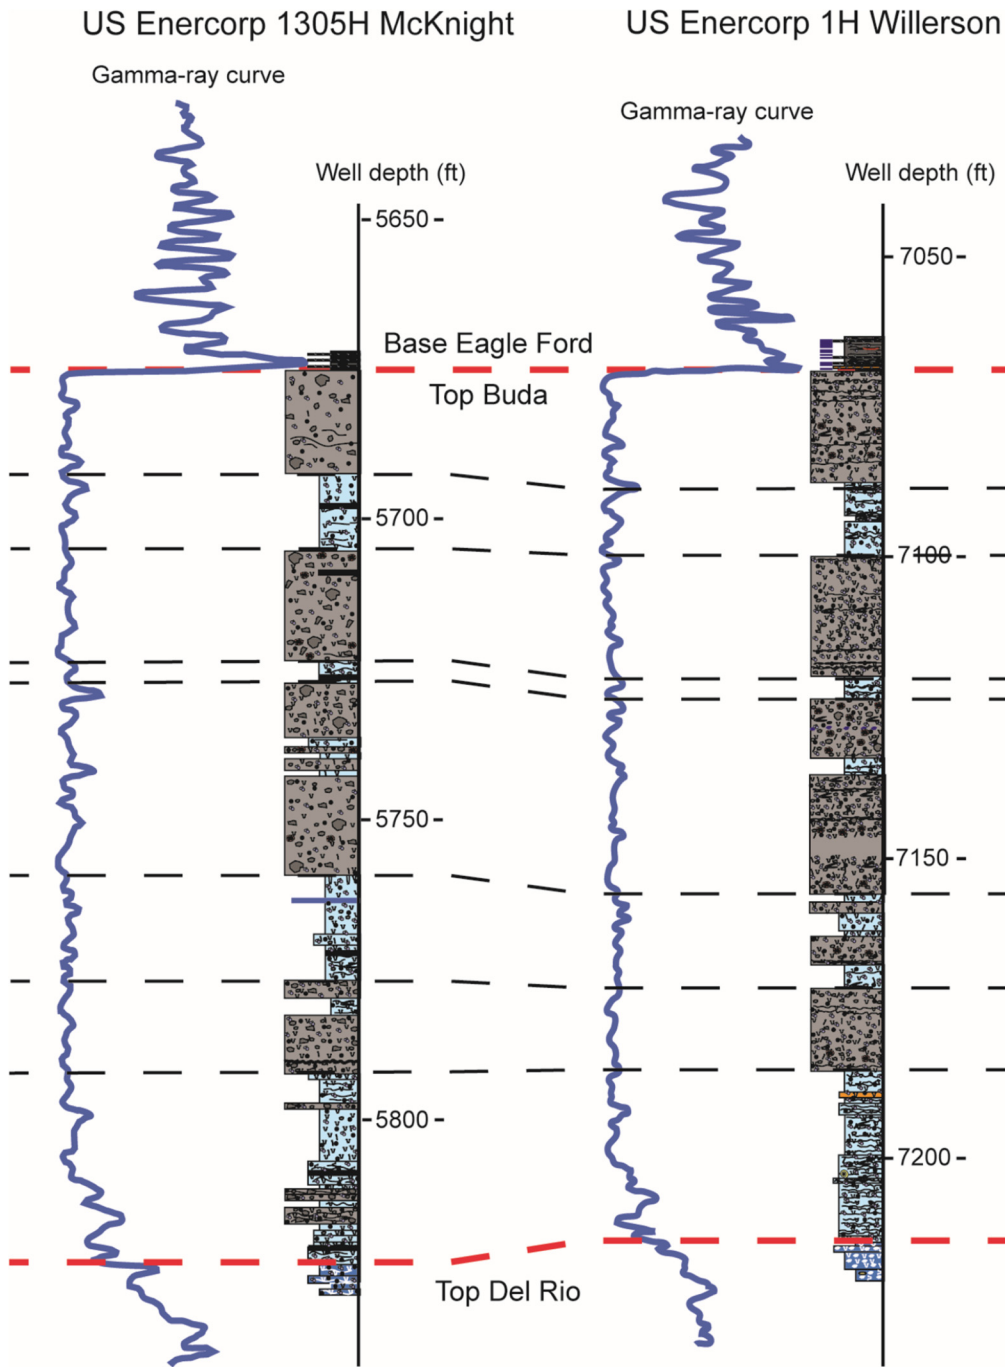 US Enercorp 1305H McKnight
US Enercorp 1H Willerson
Gamma-ray curve
Gamma-ray curve
Well depth (ft)
Well depth (ft)
5650
7050
Base Eagle Ford
Top Buda
5700
7100
5750
7150
5800
7200
Top Del Rio